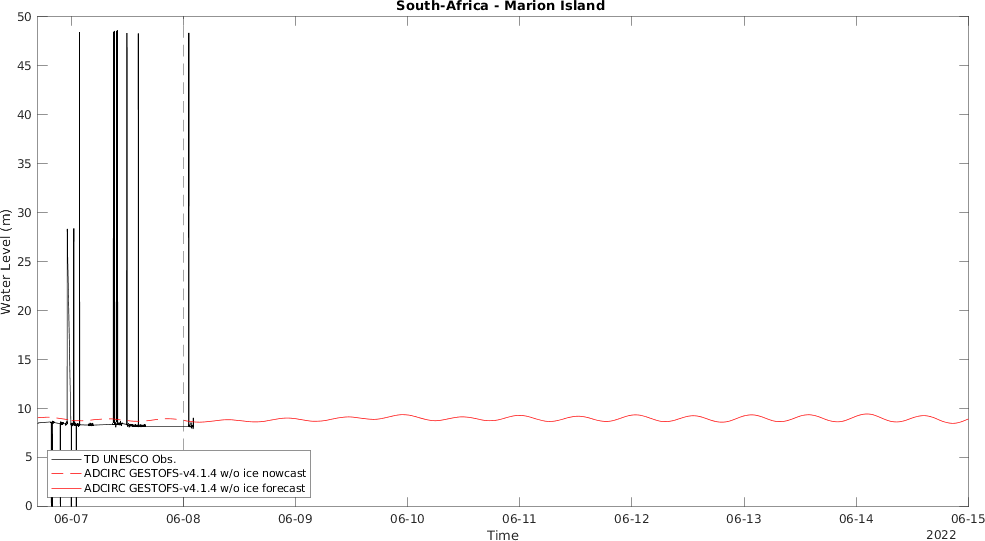 South-Africa - Marion Island
50
45
40
35
30
25
20
15
10
5
0
Water Level (m)
TD UNESCO Obs.
ADCIRC GESTOFS-v4.1.4 w/o ice nowcast
ADCIRC GESTOFS-v4.1.4 w/o ice forecast
06-07 06-08 06-09 06-10 06-11 06-12 06-13 06-14 06-15
Time
2022